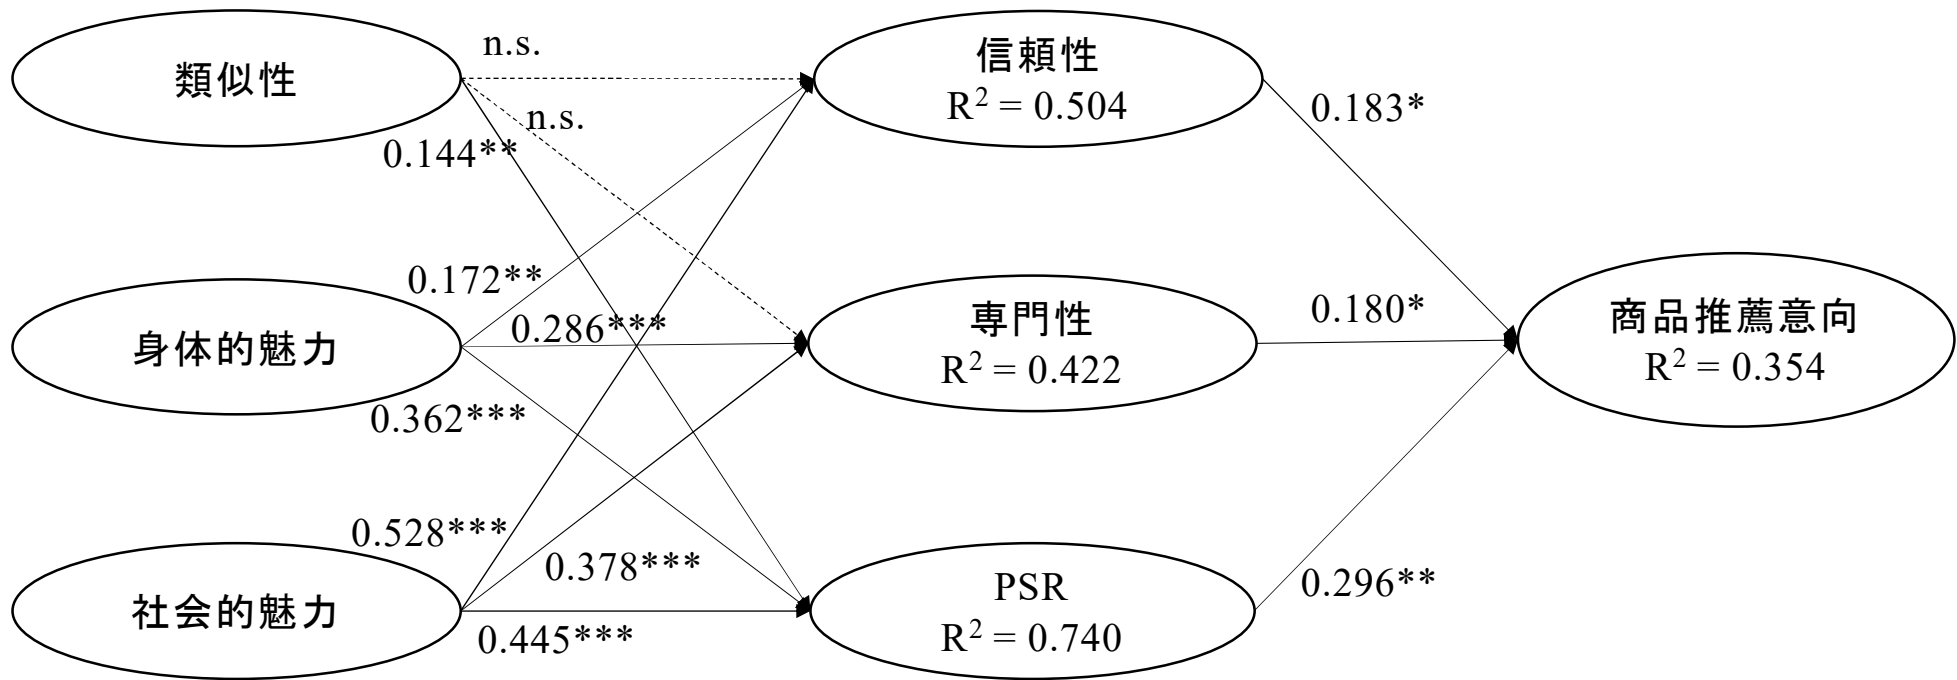 類似性
n.s.
n.s.
0.144**
信頼性
R² = 0.504
0.183*
身体的魅力
0.172**
0.286***
0.362***
専門性
R² = 0.422
0.180*
商品推薦意向
R² = 0.354
社会的魅力
0.528***
0.378***
0.445***
PSR
R² = 0.740
0.296**